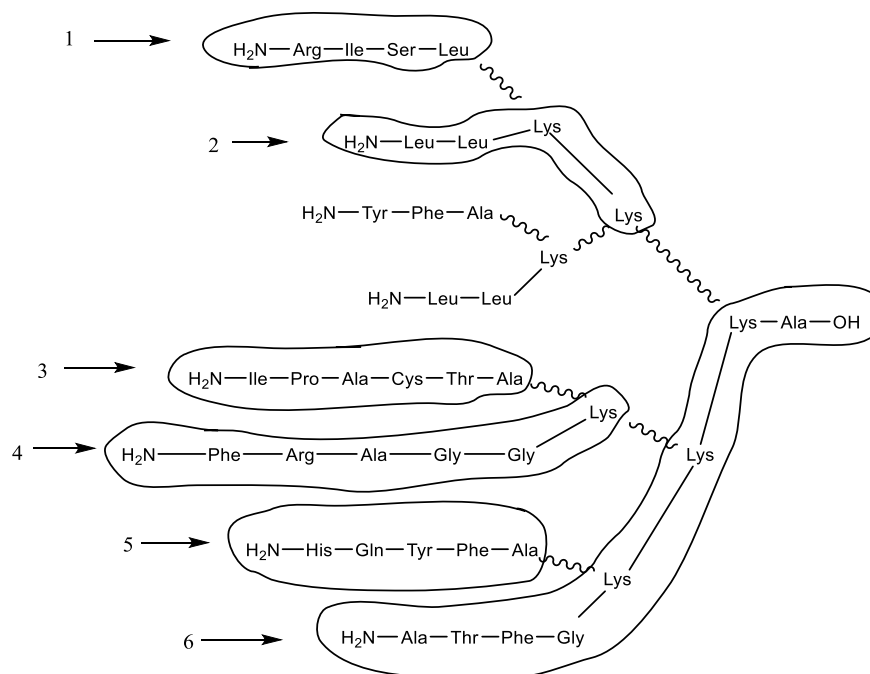 1 H₂N—Arg—Ile—Ser—Leu
2 H₂N—Leu—Leu—Lys
Lys
H₂N—Tyr—Phe—Ala
Lys
H₂N—Leu—Leu
Lys—Ala—OH
3 H₂N—Ile—Pro—Ala—Cys—Thr—Ala
Lys
4 H₂N—Phe—Arg—Ala—Gly—Gly
Lys
5 H₂N—His—Gln—Tyr—Phe—Ala
Lys
6 H₂N—Ala—Thr—Phe—Gly